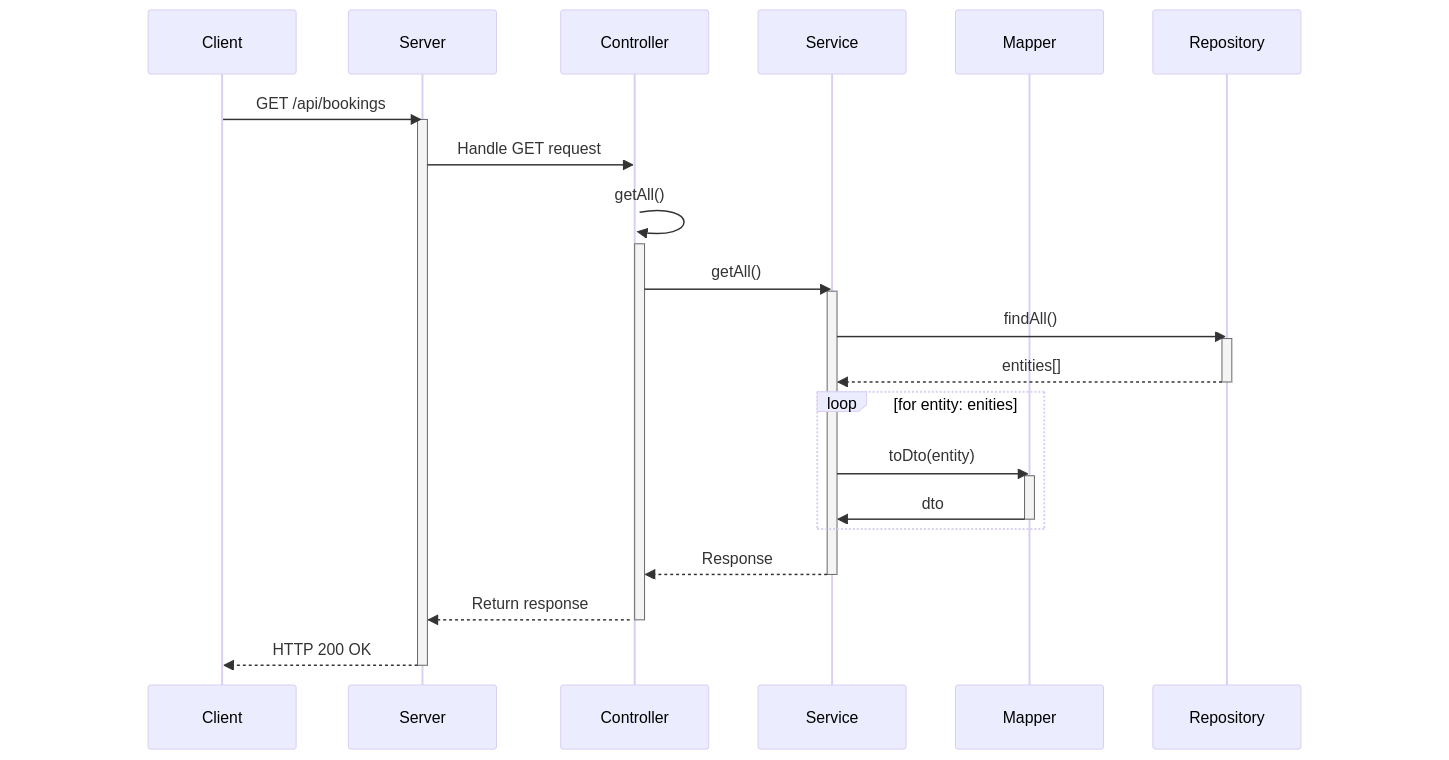 Client
Server
Controller
Service
Mapper
Repository
GET /api/bookings
Handle GET request
getAll()
getAll()
findAll()
entities[]
loop
[for entity: enities]
toDto(entity)
dto
Response
Return response
HTTP 200 OK
Client
Server
Controller
Service
Mapper
Repository